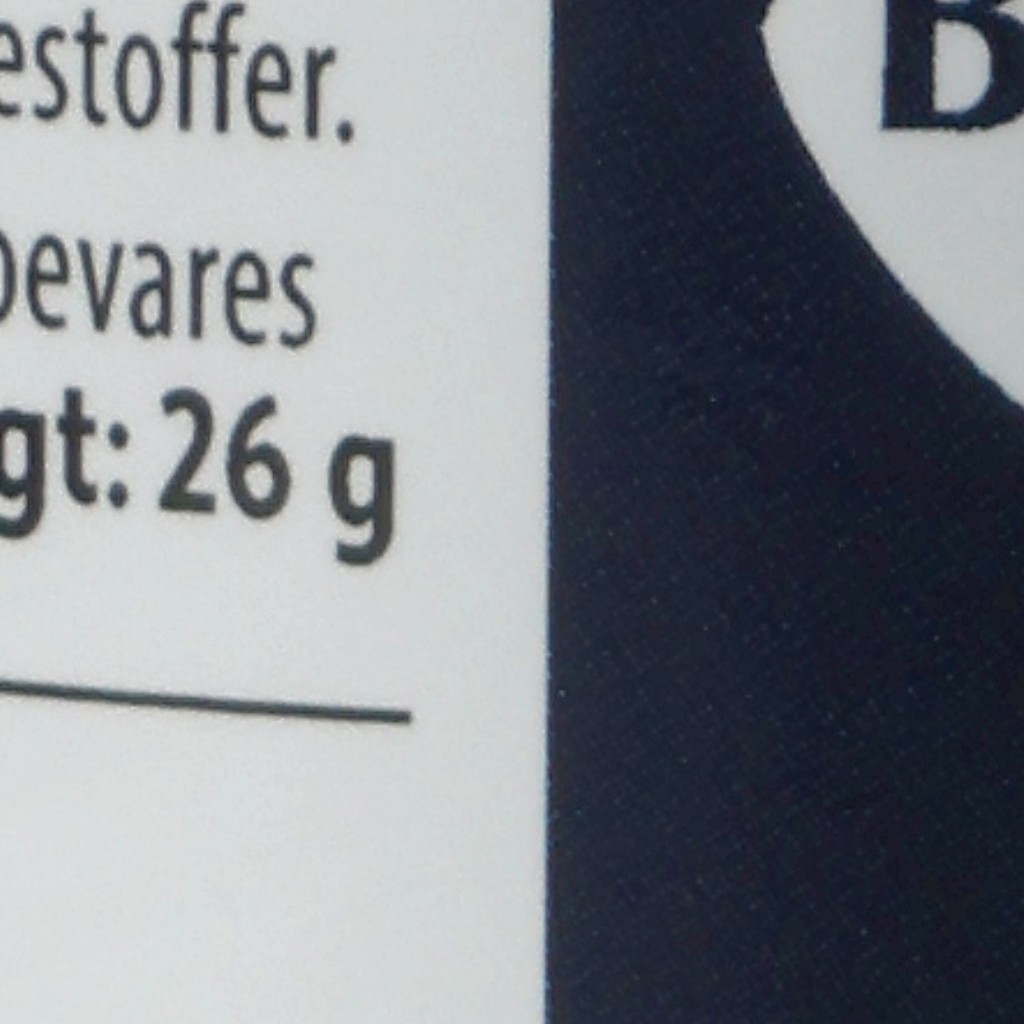 estoffer.
bevares
gt: 26 g
B